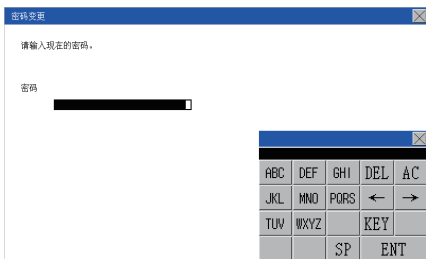 密码变更
请输入现在的密码。
密码
ABC DEF GHI DEL AC
JKL MNO PQRS ← →
TUV WXYZ KEY
SP ENT